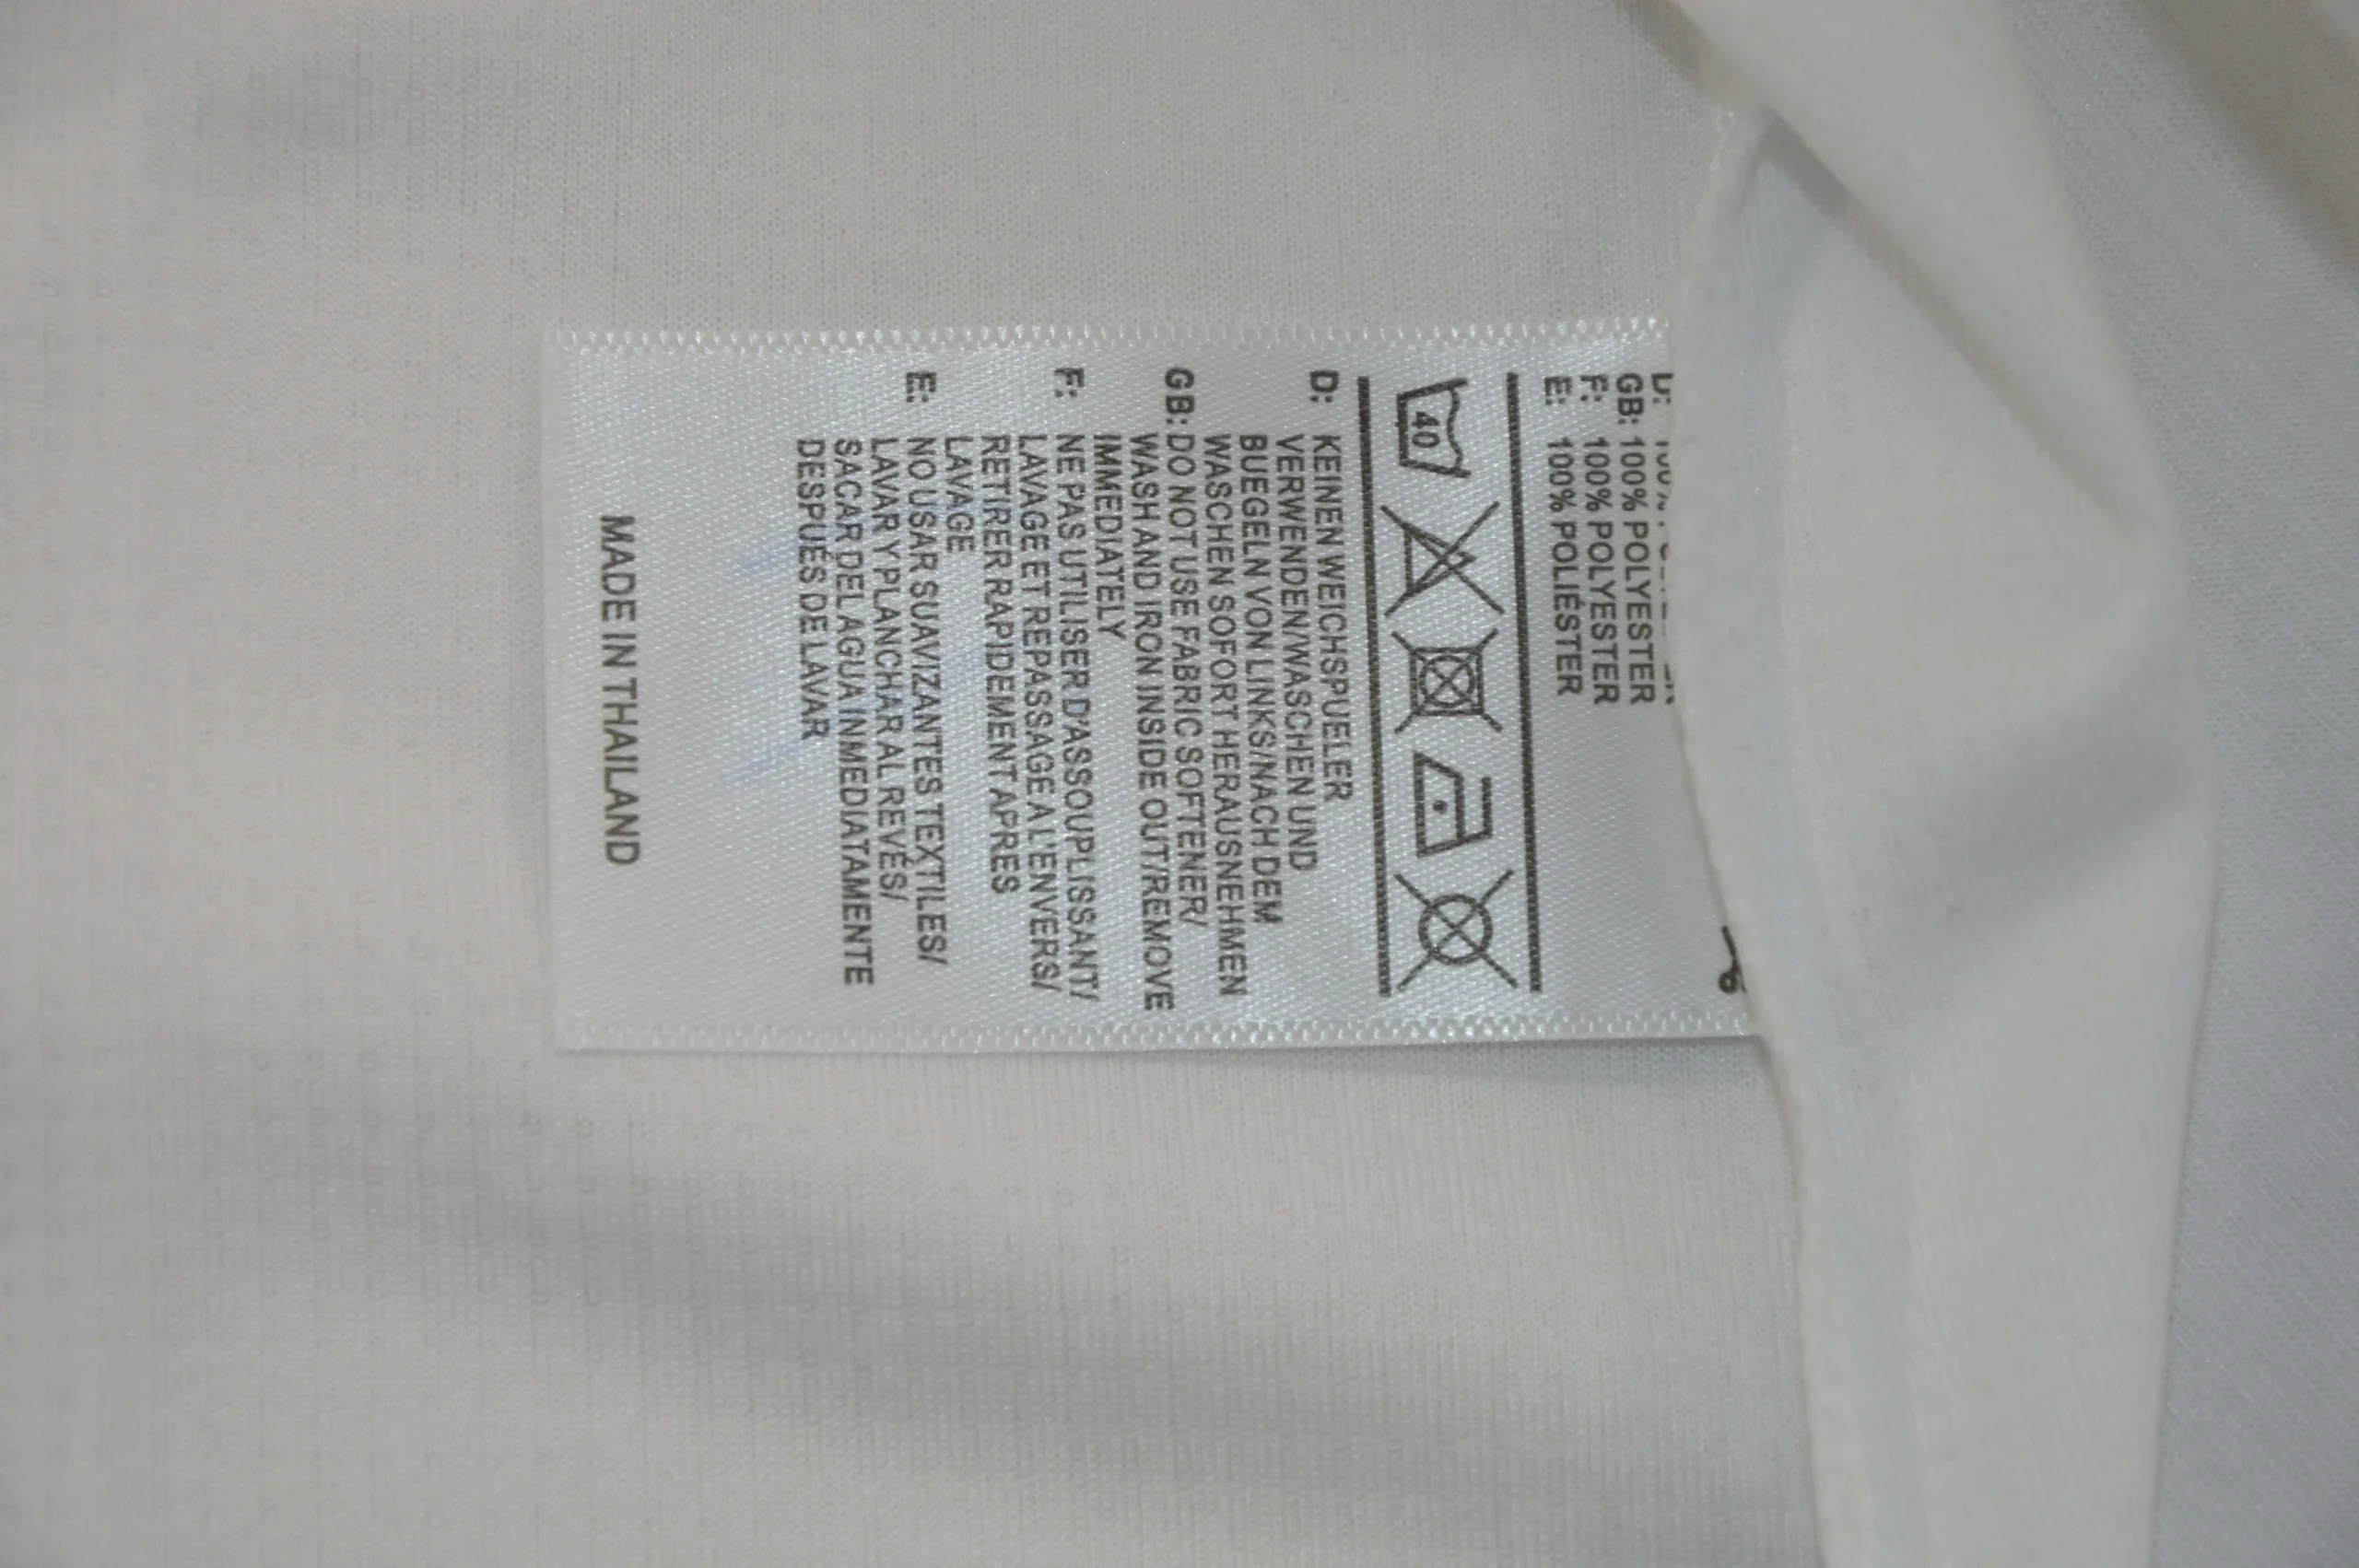 GB: 100% POLYESTER
F: 100% POLYESTER
E: 100% POLIÉSTER
40
D: KEINEN WEICHSPUELER
VERWENDEN/WASCHEN UND
BUEGELN VON LINKS/NACH DEM
WASCHEN SOFORT HERAUSNEHMEN
GB: DO NOT USE FABRIC SOFTENER/
WASH AND IRON INSIDE OUT/REMOVE
IMMEDIATELY
F: NE PAS UTILISER D'ASSOUPLISSANT/
LAVAGE ET REPASSAGE A L'ENVERS/
RETIRER RAPIDEMENT APRES
LAVAGE
E: NO USAR SUAVIZANTES TEXTILES/
LAVAR Y PLANCHAR AL REVÉS/
SACAR DEL AGUA INMEDIATAMENTE
DESPUÉS DE LAVAR
MADE IN THAILAND